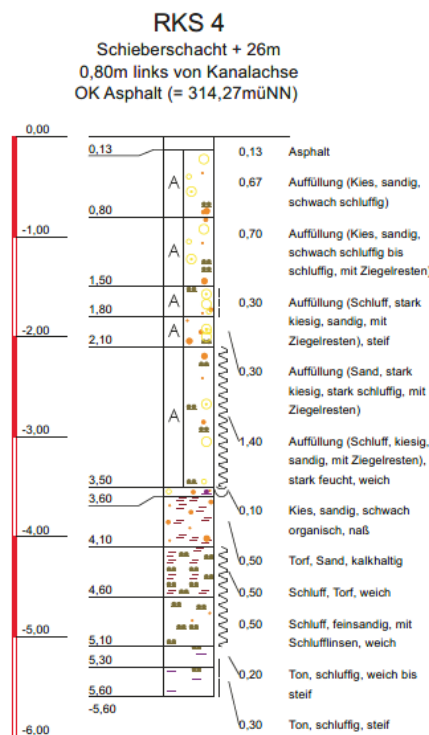 RKS 4
Schieberschacht + 26m
0,80m links von Kanalachse
OK Asphalt (= 314,27müNN)
0,00
0,13
0,13 Asphalt
A
0,67 Auffüllung (Kies, sandig,
schwach schluffig)
0,80
-1,00
0,70 Auffüllung (Kies, sandig,
schwach schluffig bis
schluffig, mit Ziegelresten)
A
1,50
A
0,30 Auffüllung (Schluff, stark
kiesig, sandig, mit
Ziegelresten), steif
1,80
A
-2,00
2,10
0,30 Auffüllung (Sand, stark
kiesig, stark schluffig, mit
Ziegelresten)
A
-3,00
1,40 Auffüllung (Schluff, kiesig,
sandig, mit Ziegelresten),
stark feucht, weich
3,50
3,60
0,10 Kies, sandig, schwach
organisch, naß
-4,00
4,10
0,50 Torf, Sand, kalkhaltig
4,60
0,50 Schluff, Torf, weich
-5,00
5,10
0,50 Schluff, feinsandig, mit
Schlufflinsen, weich
5,30
0,20 Ton, schluffig, weich bis
steif
5,60
-5,60
0,30 Ton, schluffig, steif
-6,00